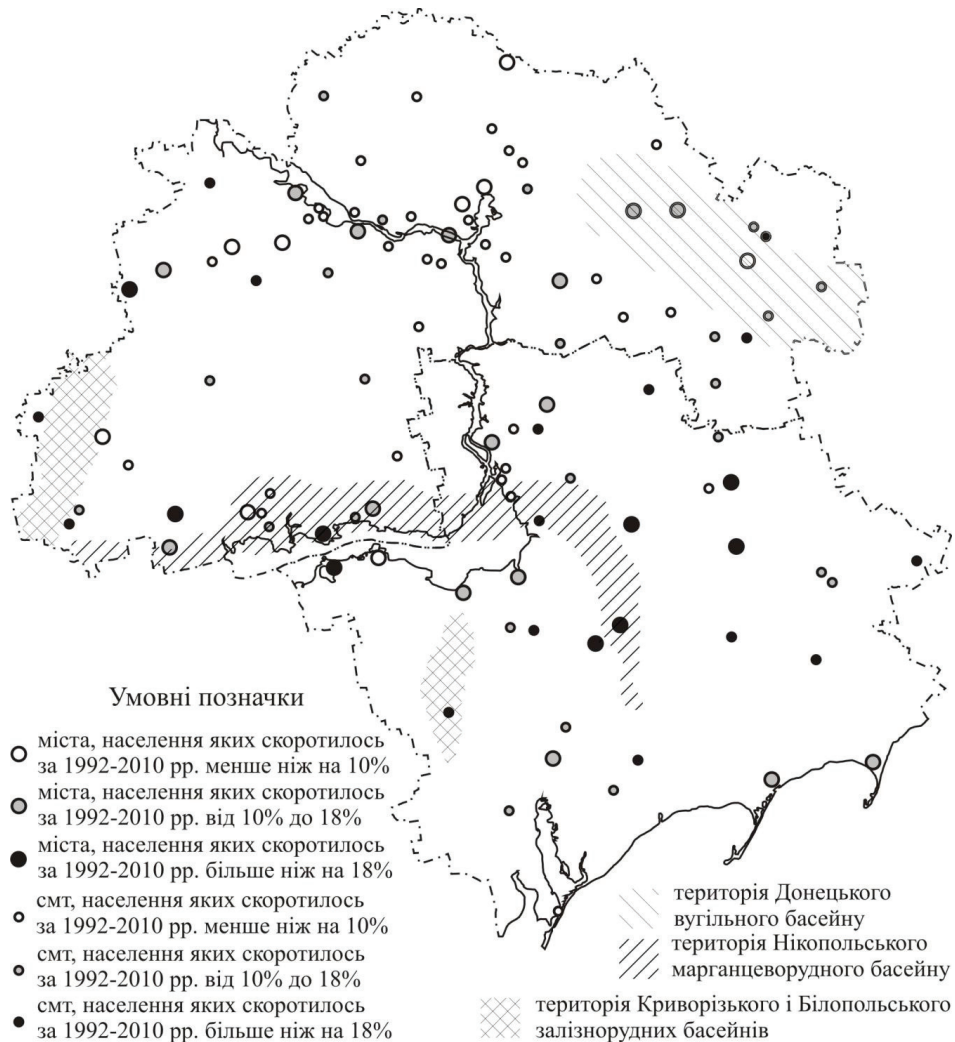 Умовні позначки
міста, населення яких скоротилось
за 1992-2010 рр. менше ніж на 10%
міста, населення яких скоротилось
за 1992-2010 рр. від 10% до 18%
міста, населення яких скоротилось
за 1992-2010 рр. більше ніж на 18%
смт, населення яких скоротилось
за 1992-2010 рр. менше ніж на 10%
смт, населення яких скоротилось
за 1992-2010 рр. від 10% до 18%
смт, населення яких скоротилось
за 1992-2010 рр. більше ніж на 18%
територія Донецького
вугільного басейну
територія Нікопольського
марганцеворудного басейну
територія Криворізького і Білопольського
залізнорудних басейнів